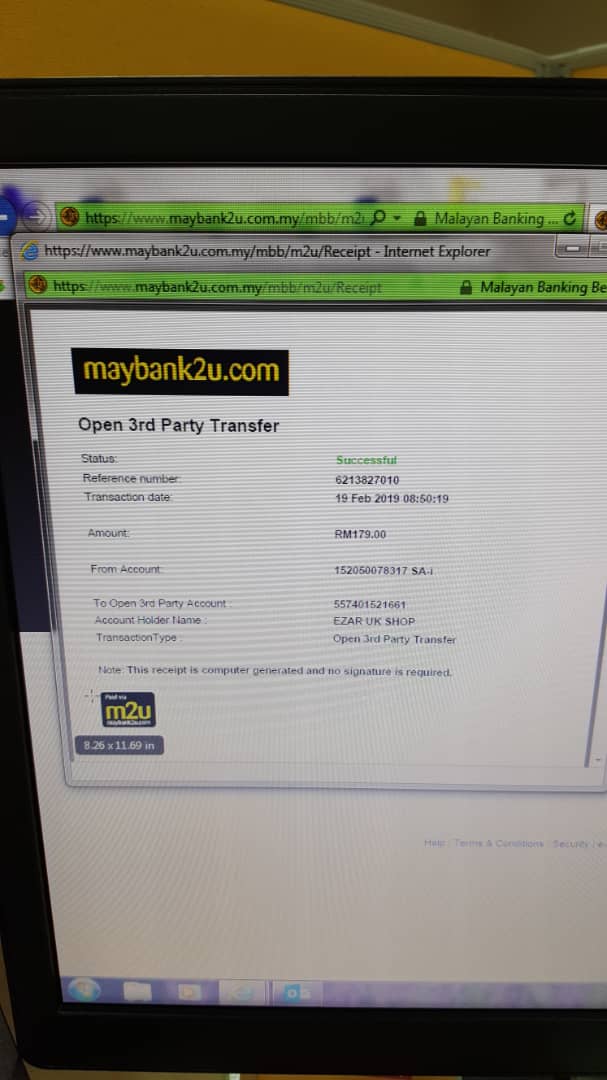 https://www.maybank2u.com.my/mbb/m2u Malayan Banking ...
https://www.maybank2u.com.my/mbb/m2u/Receipt - Internet Explorer
https://www.maybank2u.com.my/mbb/m2u/Receipt Malayan Banking Be
maybank2u.com
Open 3rd Party Transfer
Status: Successful
Reference number: 6213827010
Transaction date: 19 Feb 2019 08:50:19
Amount: RM179.00
From Account: 152050078317 SA-i
To Open 3rd Party Account : 557401521661
Account Holder Name : EZAR UK SHOP
TransactionType : Open 3rd Party Transfer
Note: This receipt is computer generated and no signature is required.
Paid via
m2u
maybank2u.com
8.26 x 11.69 in
Help | Terms & Conditions | Security | e-